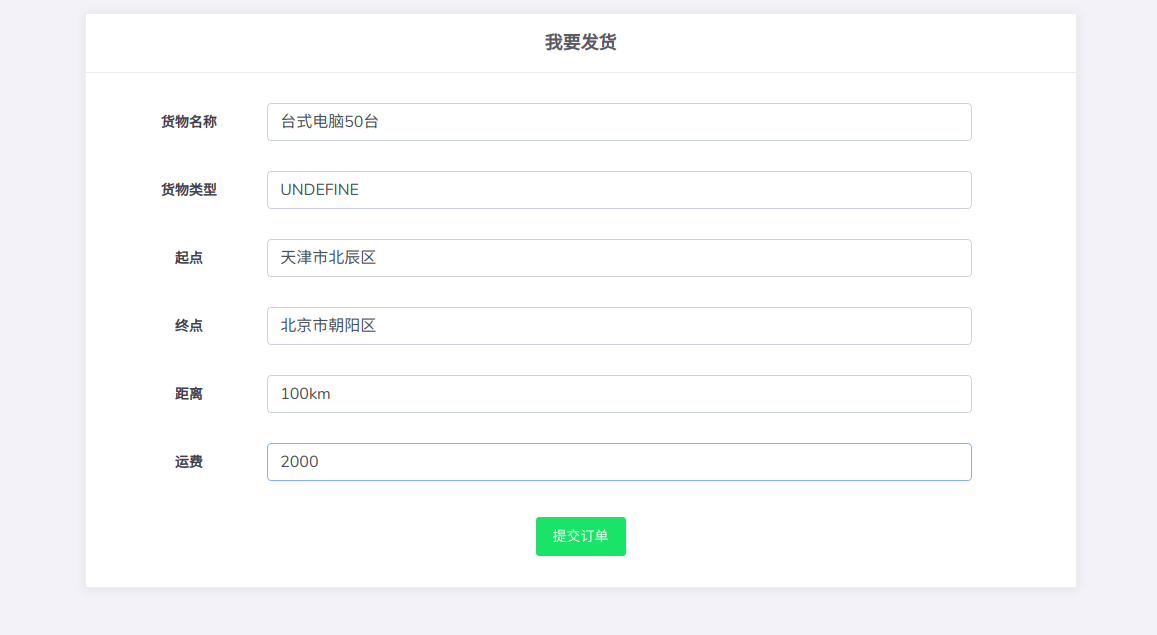 我要发货
货物名称 台式电脑50台
货物类型 UNDEFINE
起点 天津市北辰区
终点 北京市朝阳区
距离 100km
运费 2000
提交订单